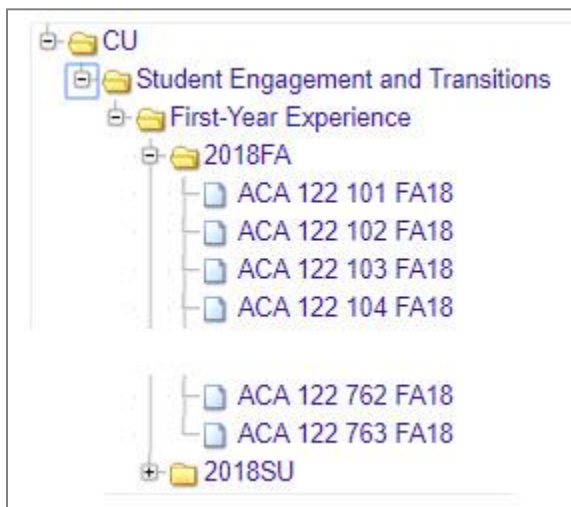 CU
Student Engagement and Transitions
First-Year Experience
2018FA
ACA 122 101 FA18
ACA 122 102 FA18
ACA 122 103 FA18
ACA 122 104 FA18
ACA 122 762 FA18
ACA 122 763 FA18
2018SU